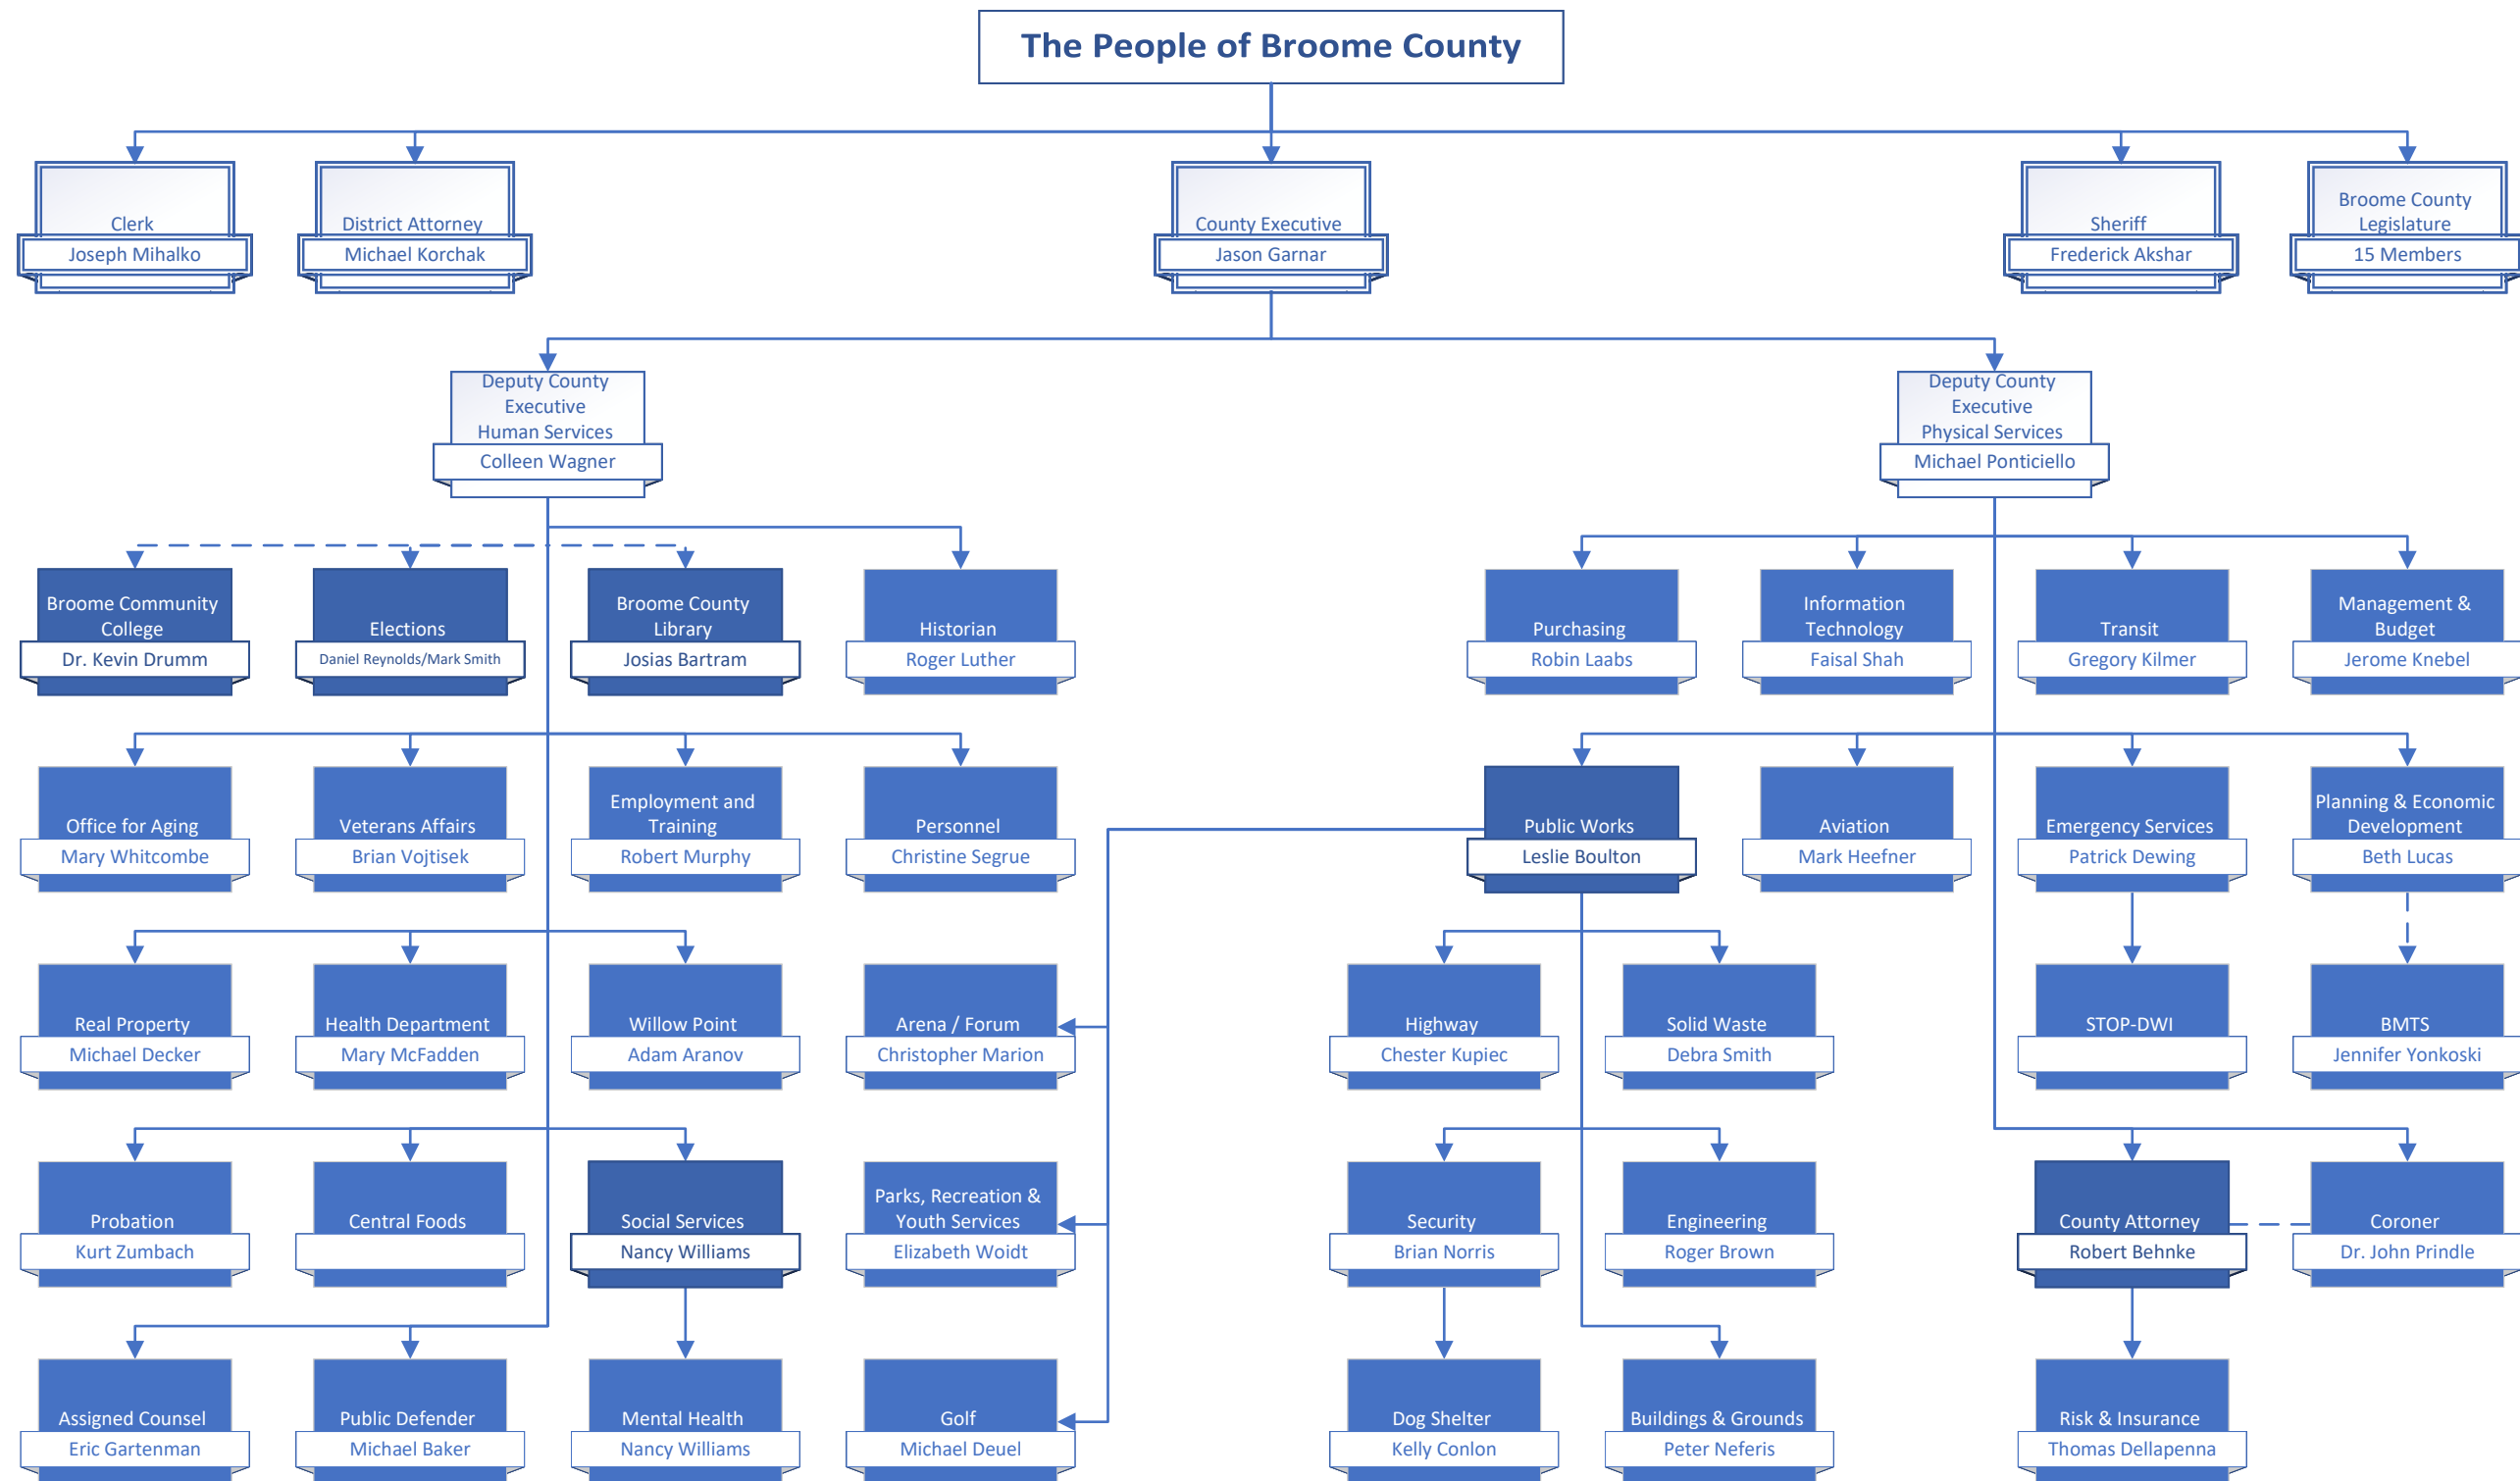 The People of Broome County
Clerk
Joseph Mihalko
District Attorney
Michael Korchak
County Executive
Jason Garnar
Sheriff
Frederick Akshar
Broome County
Legislature
15 Members
Deputy County
Executive
Human Services
Colleen Wagner
Deputy County
Executive
Physical Services
Michael Ponticiello
Broome Community
College
Dr. Kevin Drumm
Elections
Daniel Reynolds/Mark Smith
Broome County
Library
Josias Bartram
Historian
Roger Luther
Purchasing
Robin Laabs
Information
Technology
Faisal Shah
Transit
Gregory Kilmer
Management &
Budget
Jerome Knebel
Office for Aging
Mary Whitcombe
Veterans Affairs
Brian Vojtisek
Employment and
Training
Robert Murphy
Personnel
Christine Segrue
Public Works
Leslie Boulton
Aviation
Mark Heefner
Emergency Services
Patrick Dewing
Planning & Economic
Development
Beth Lucas
Real Property
Michael Decker
Health Department
Mary McFadden
Willow Point
Adam Aranov
Arena / Forum
Christopher Marion
Highway
Chester Kupiec
Solid Waste
Debra Smith
STOP-DWI
BMTS
Jennifer Yonkoski
Probation
Kurt Zumbach
Central Foods
Social Services
Nancy Williams
Parks, Recreation &
Youth Services
Elizabeth Woidt
Security
Brian Norris
Engineering
Roger Brown
County Attorney
Robert Behnke
Coroner
Dr. John Prindle
Assigned Counsel
Eric Gartenman
Public Defender
Michael Baker
Mental Health
Nancy Williams
Golf
Michael Deuel
Dog Shelter
Kelly Conlon
Buildings & Grounds
Peter Neferis
Risk & Insurance
Thomas Dellapenna